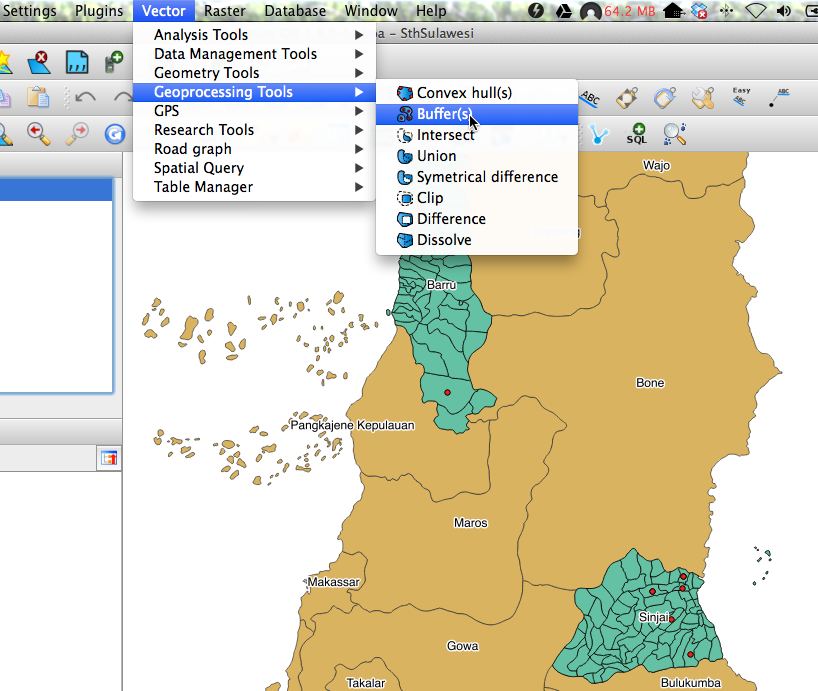 Settings Plugins Vector Raster Database Window Help 64.2 MB
a - SthSulawesi
Analysis Tools
Data Management Tools
Geometry Tools
Geoprocessing Tools
GPS
Research Tools
Road graph
Spatial Query
Table Manager
Convex hull(s)
Buffer(s)
Intersect
Union
Symetrical difference
Clip
Difference
Dissolve
ABC
Easy
ABC
ABC
SQL
Wajo
Barru
Bone
Pangkajene Kepulauan
Maros
Makassar
Sinjai
Gowa
Takalar
Bulukumba